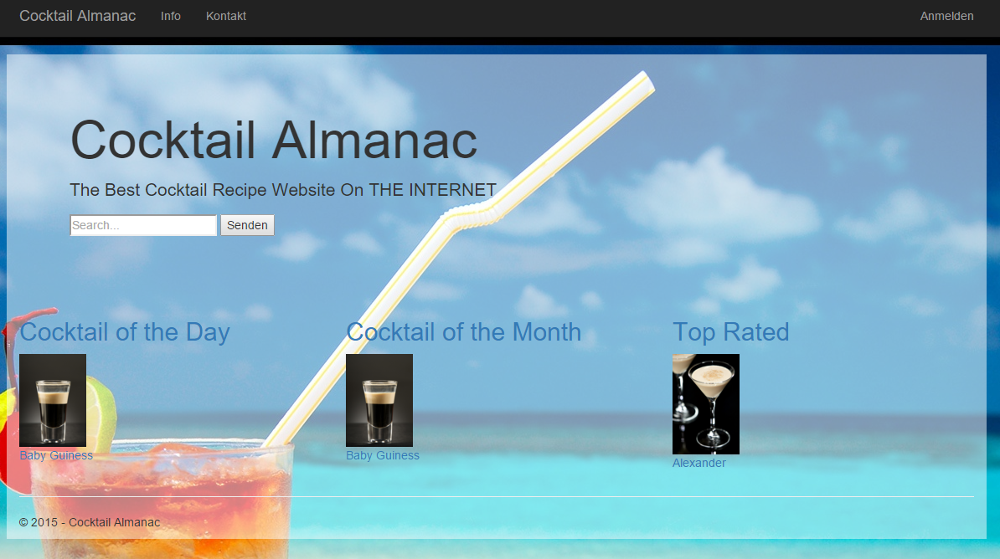 Cocktail Almanac Info Kontakt Anmelden
Cocktail Almanac
The Best Cocktail Recipe Website On THE INTERNET
Search... Senden
Cocktail of the Day Cocktail of the Month Top Rated
Baby Guiness Baby Guiness Alexander
© 2015 - Cocktail Almanac